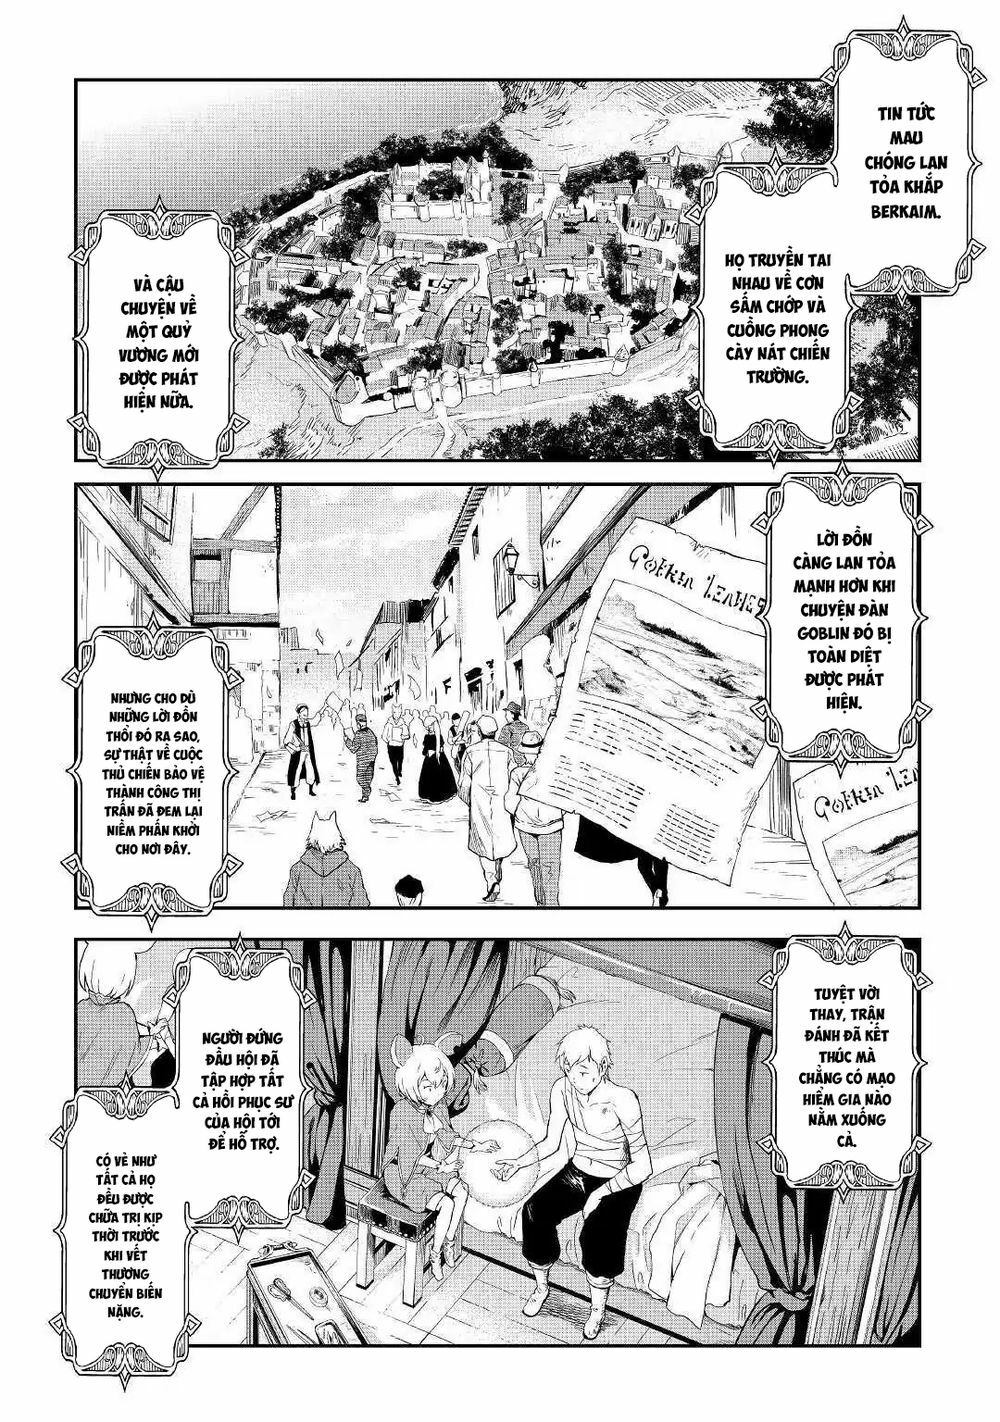 TIN TỨC
MAU
CHÓNG LAN
TỎA KHẮP
BERKAIM.
HỌ TRUYỀN TAI
NHAU VỀ CƠN
SẤM CHỚP VÀ
CUỒNG PHONG
CÀY NÁT CHIẾN
TRƯỜNG.
VÀ CÂU
CHUYỆN VỀ
MỘT QUỶ
VƯƠNG MỚI
ĐƯỢC PHÁT
HIỆN NỮA.
LỜI ĐỒN
CÀNG LAN TỎA
MẠNH HƠN KHI
CHUYỆN ĐÀN
GOBLIN ĐÓ BỊ
TOÀN DIỆT
ĐƯỢC PHÁT
HIỆN.
NHƯNG CHO DÙ
NHỮNG LỜI ĐỒN
THỔI ĐÓ RA SAO,
SỰ THẬT VỀ CUỘC
THỦ CHIẾN BẢO VỆ
THÀNH CÔNG THỊ
TRẤN ĐÃ ĐEM LẠI
NIỀM PHẤN KHỞI
CHO NƠI ĐÂY.
TUYỆT VỜI
THAY, TRẬN
ĐÁNH ĐÃ KẾT
THÚC MÀ
CHẲNG CÓ MẠO
HIỂM GIA NÀO
NẰM XUỐNG
CẢ.
NGƯỜI ĐỨNG
ĐẦU HỘI ĐÃ
TẬP HỢP TẤT
CẢ HỒI PHỤC SƯ
CỦA HỘI TỚI
ĐỂ HỖ TRỢ.
CÓ VẺ NHƯ
TẤT CẢ HỌ
ĐỀU ĐƯỢC
CHỮA TRỊ KỊP
THỜI TRƯỚC
KHI VẾT
THƯƠNG
CHUYỂN BIẾN
NẶNG.